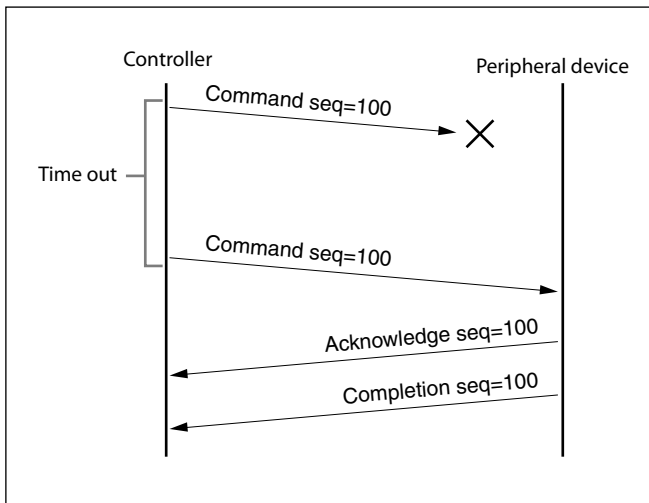 Controller
Peripheral device
Command seq=100
Time out
Command seq=100
Acknowledge seq=100
Completion seq=100